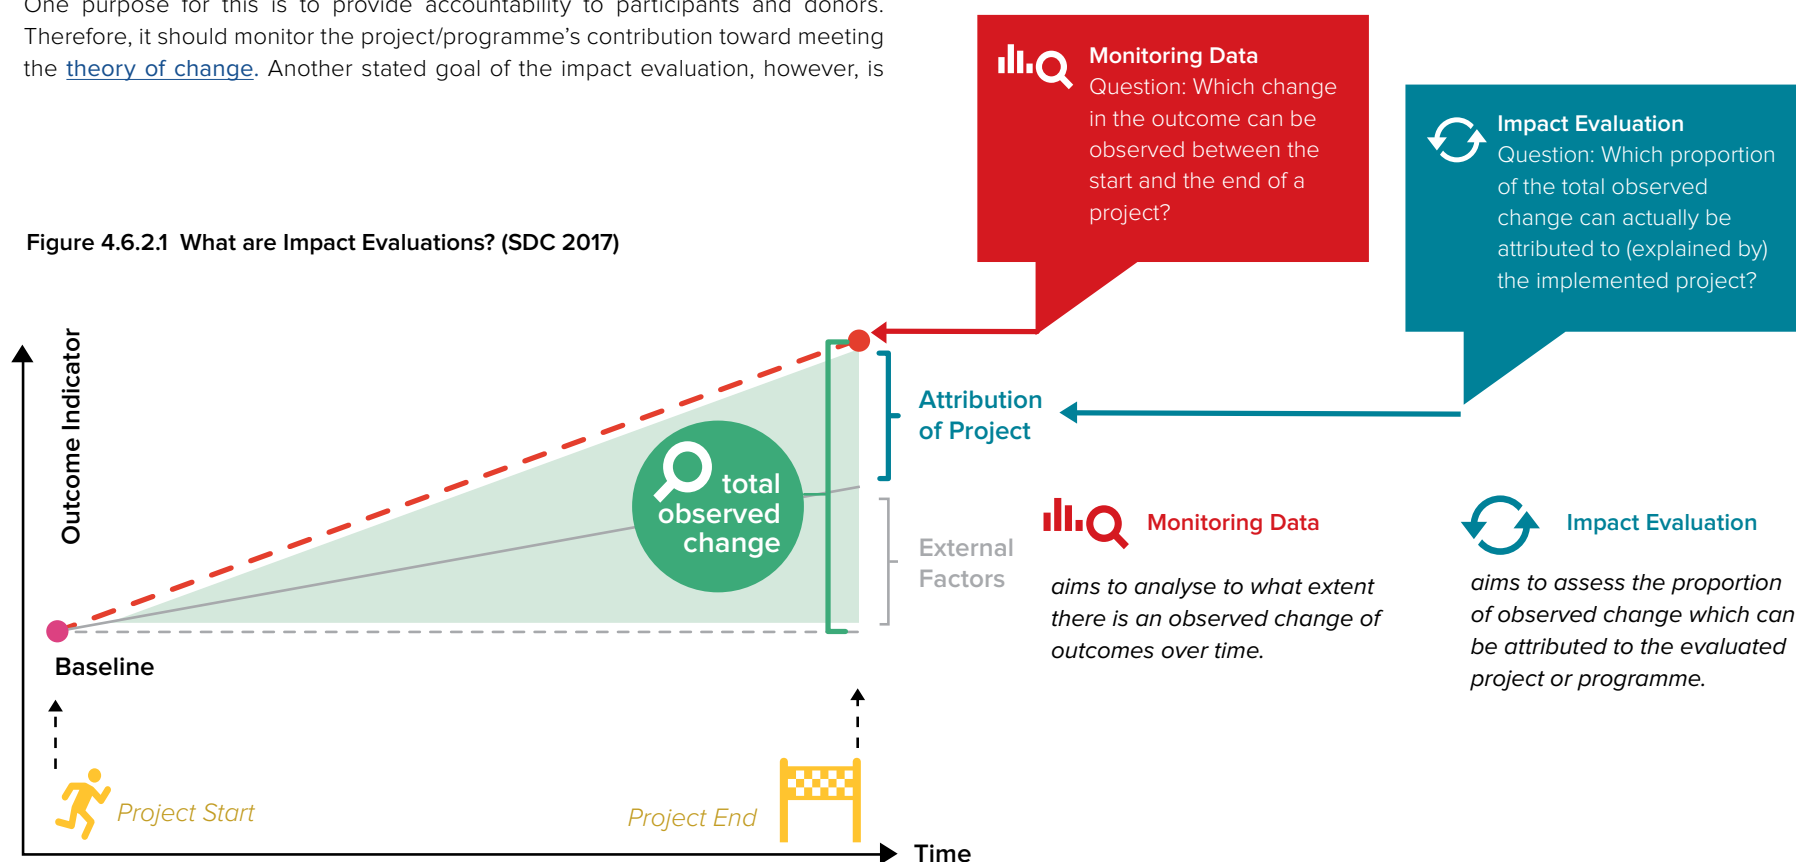 One purpose for this is to provide accountability to participants and donors.
Therefore, it should monitor the project/programme's contribution toward meeting
the theory of change. Another stated goal of the impact evaluation, however, is
Monitoring Data
Question: Which change
in the outcome can be
observed between the
start and the end of a
project?
Impact Evaluation
Question: Which proportion
of the total observed
change can actually be
attributed to (explained by)
the implemented project?
Figure 4.6.2.1 What are Impact Evaluations? (SDC 2017)
Outcome Indicator
total
observed
change
Attribution
of Project
External
Factors
Baseline
Project Start
Project End
Time
Monitoring Data
aims to analyse to what extent
there is an observed change of
outcomes over time.
Impact Evaluation
aims to assess the proportion
of observed change which can
be attributed to the evaluated
project or programme.